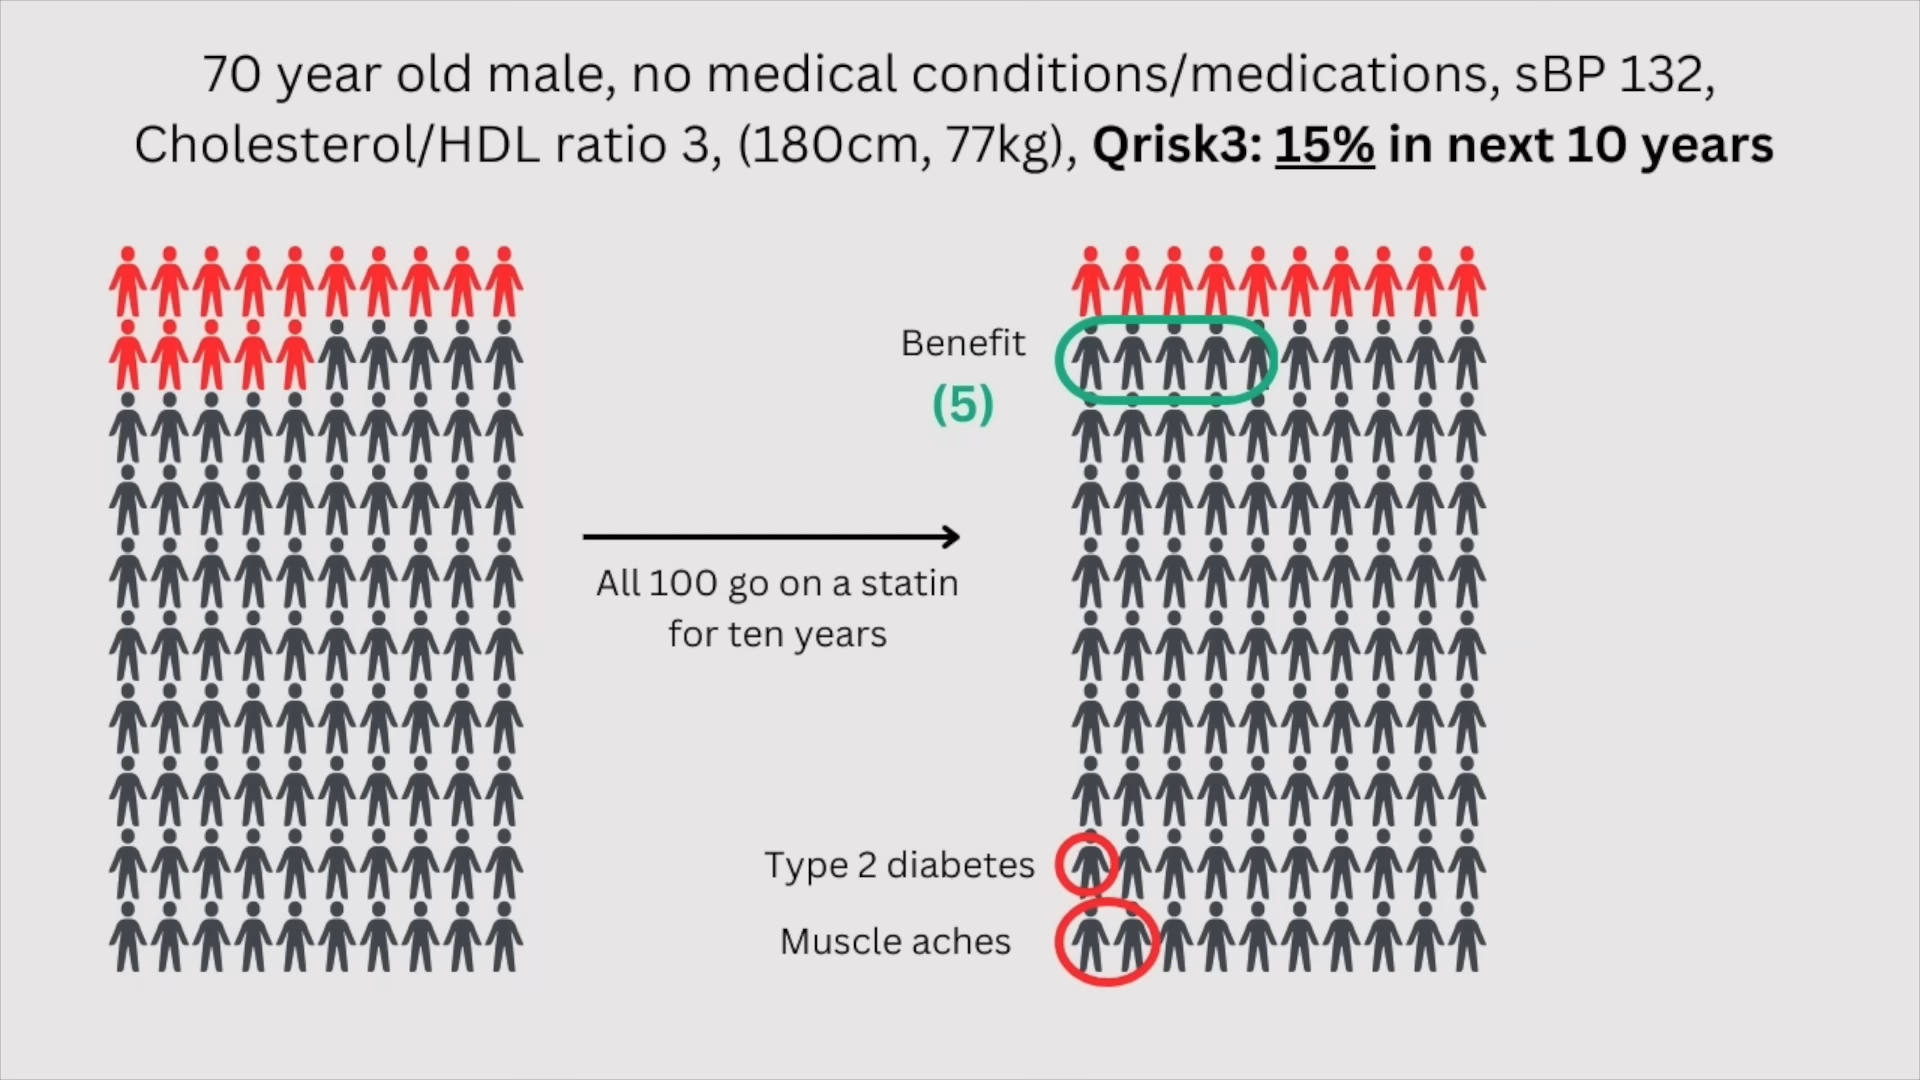 70 year old male, no medical conditions/medications, sBP 132,
Cholesterol/HDL ratio 3, (180cm, 77kg), Qrisk3: 15% in next 10 years
Benefit
(5)
All 100 go on a statin
for ten years
Type 2 diabetes
Muscle aches